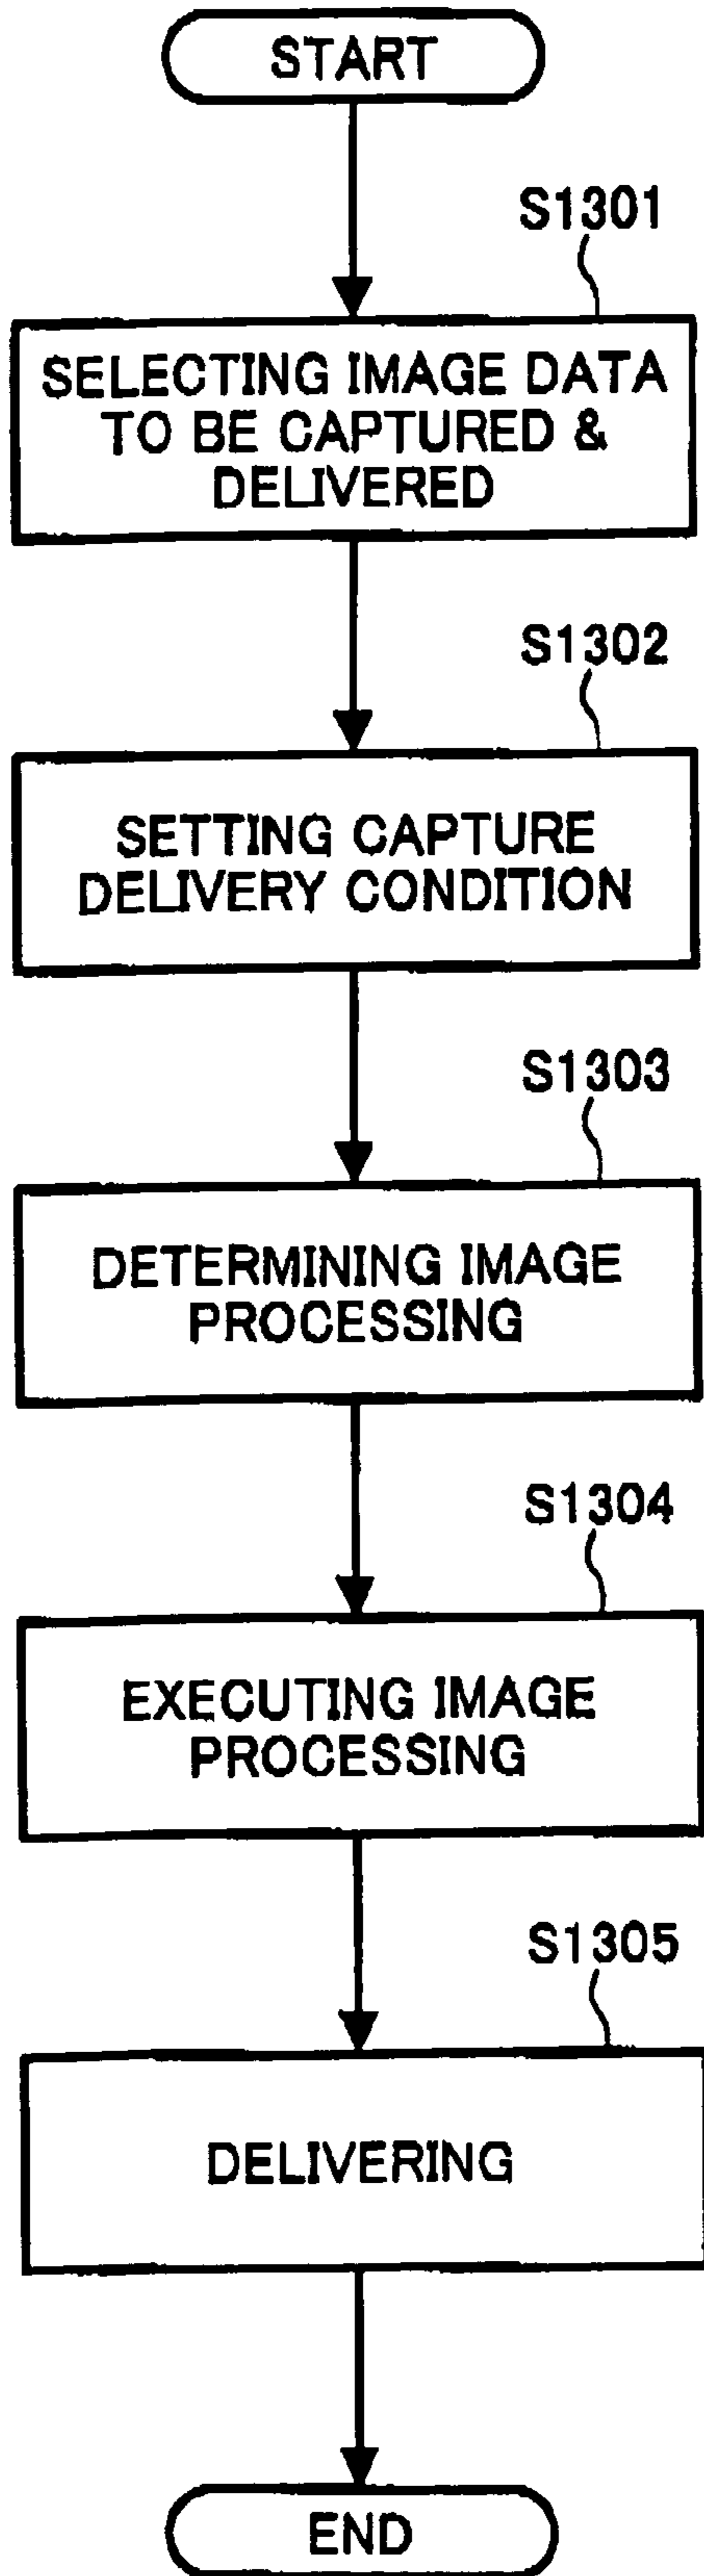 START
S1301
SELECTING IMAGE DATA
TO BE CAPTURED &
DELIVERED
S1302
SETTING CAPTURE
DELIVERY CONDITION
S1303
DETERMINING IMAGE
PROCESSING
S1304
EXECUTING IMAGE
PROCESSING
S1305
DELIVERING
END